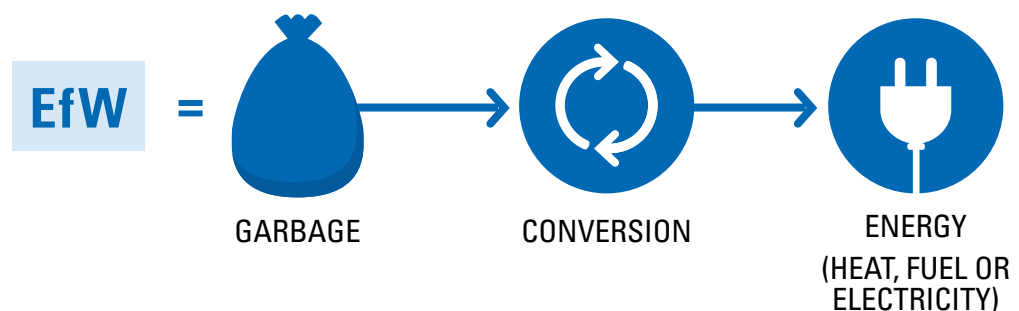 EfW =
GARBAGE
CONVERSION
ENERGY
(HEAT, FUEL OR
ELECTRICITY)